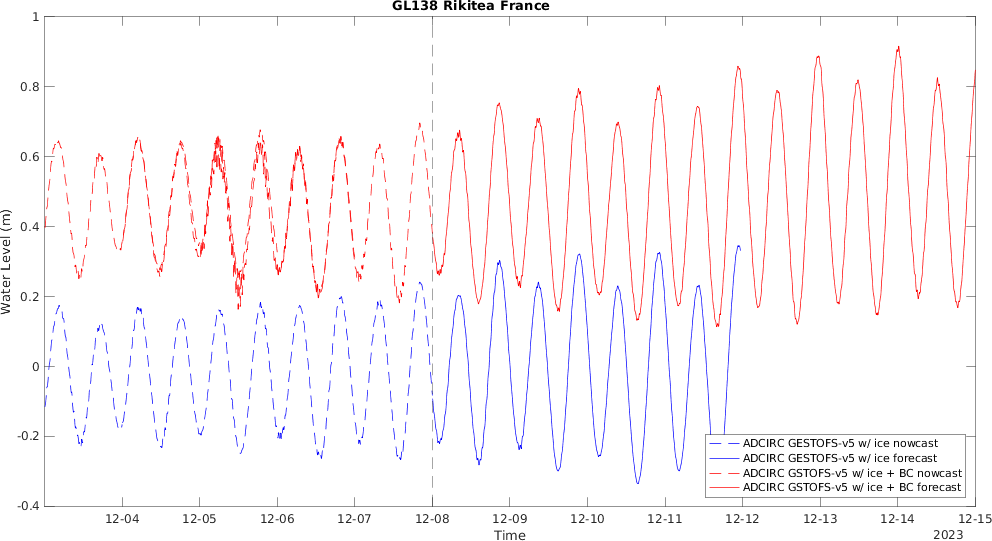 GL138 Rikitea France
Water Level (m)
1
0.8
0.6
0.4
0.2
0
-0.2
-0.4
ADCIRC GESTOFS-v5 w/ ice nowcast
ADCIRC GESTOFS-v5 w/ ice forecast
ADCIRC GSTOFS-v5 w/ ice + BC nowcast
ADCIRC GSTOFS-v5 w/ ice + BC forecast
12-04 12-05 12-06 12-07 12-08 12-09 12-10 12-11 12-12 12-13 12-14 12-15
Time
2023